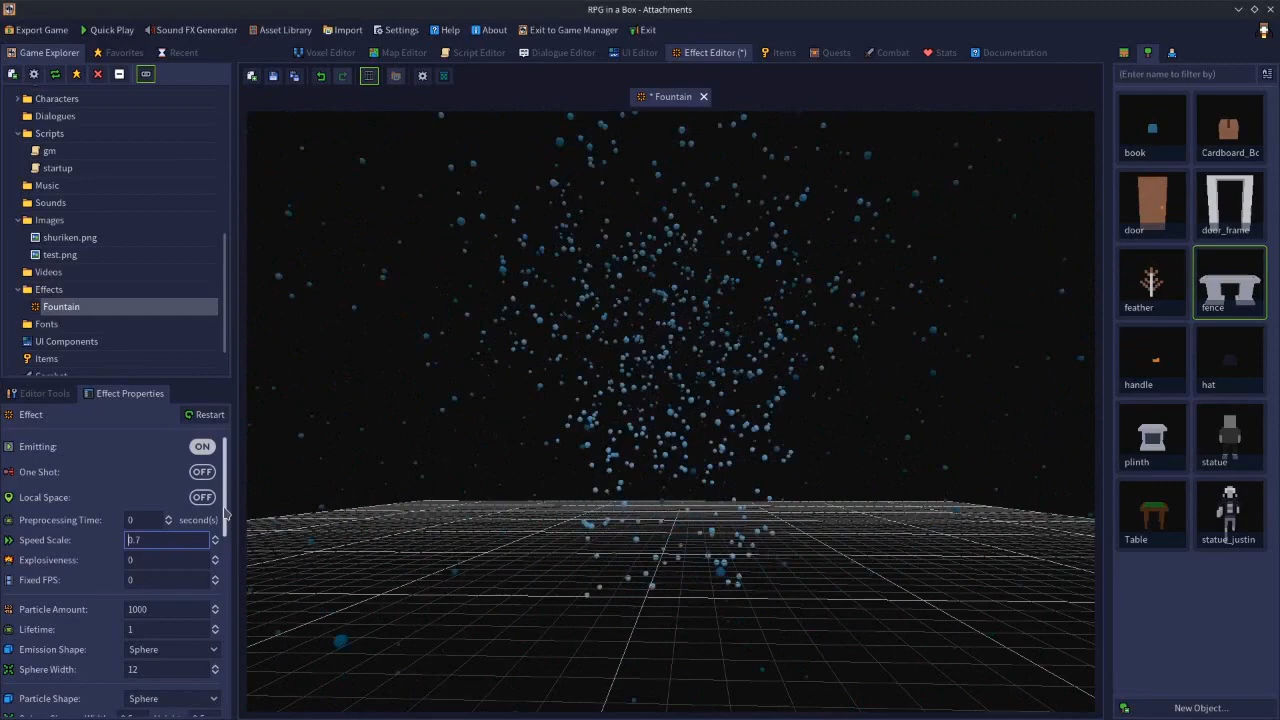 RPG in a Box - Attachments
Export Game Quick Play Sound FX Generator Asset Library Import Settings Help About Exit to Game Manager Exit
Game Explorer Favorites Recent Voxel Editor Map Editor Script Editor Dialogue Editor UI Editor Effect Editor (*) Items Quests Combat Stats Documentation
(Enter name to filter by)
* Fountain
Characters
Dialogues
Scripts
gm
startup
Music
Sounds
Images
shuriken.png
test.png
Videos
Effects
Fountain
Fonts
UI Components
Items
Editor Tools Effect Properties
Effect Restart
Emitting: ON
One Shot: OFF
Local Space: OFF
Preprocessing Time: 0 second(s)
Speed Scale: 0.7
Explosiveness: 0
Fixed FPS: 0
Particle Amount: 1000
Lifetime: 1
Emission Shape: Sphere
Sphere Width: 12
Particle Shape: Sphere
book Cardboard_Bc
door door_frame
feather fence
handle hat
plinth statue
Table statue_justin
New Object...